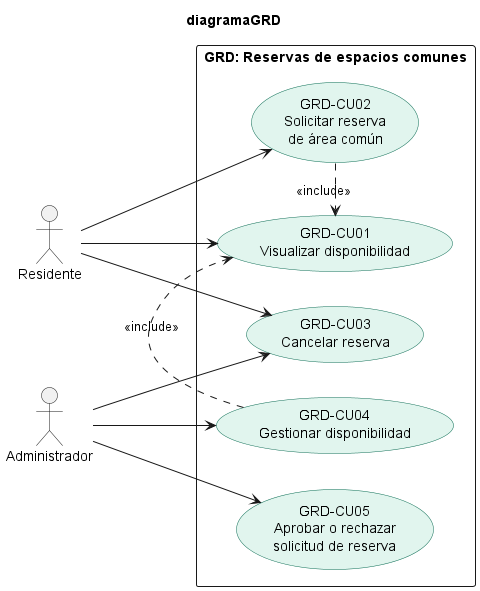 diagramaGRD
GRD: Reservas de espacios comunes
GRD-CU02
Solicitar reserva
de área común
«include»
GRD-CU01
Visualizar disponibilidad
Residente
«include»
GRD-CU03
Cancelar reserva
GRD-CU04
Gestionar disponibilidad
Administrador
GRD-CU05
Aprobar o rechazar
solicitud de reserva